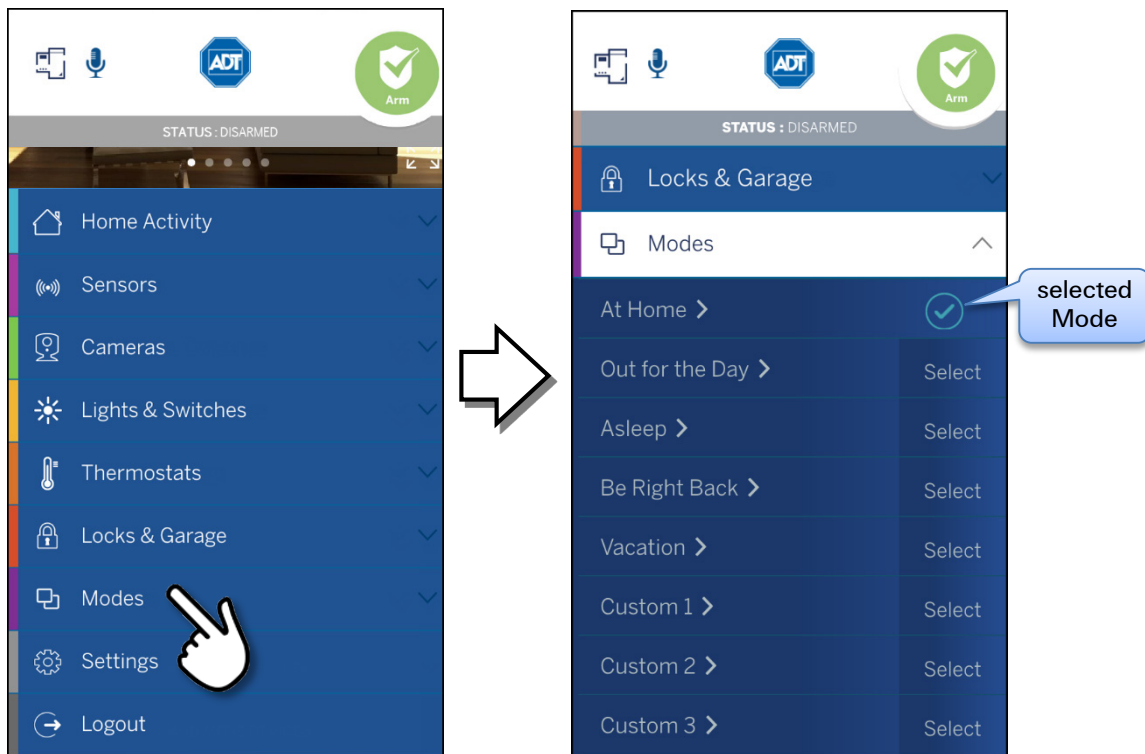 ADT
Arm
STATUS : DISARMED
Home Activity
Sensors
Cameras
Lights & Switches
Thermostats
Locks & Garage
Modes
Settings
Logout
ADT
Arm
STATUS : DISARMED
Locks & Garage
Modes
At Home
selected
Mode
Out for the Day Select
Asleep Select
Be Right Back Select
Vacation Select
Custom 1 Select
Custom 2 Select
Custom 3 Select